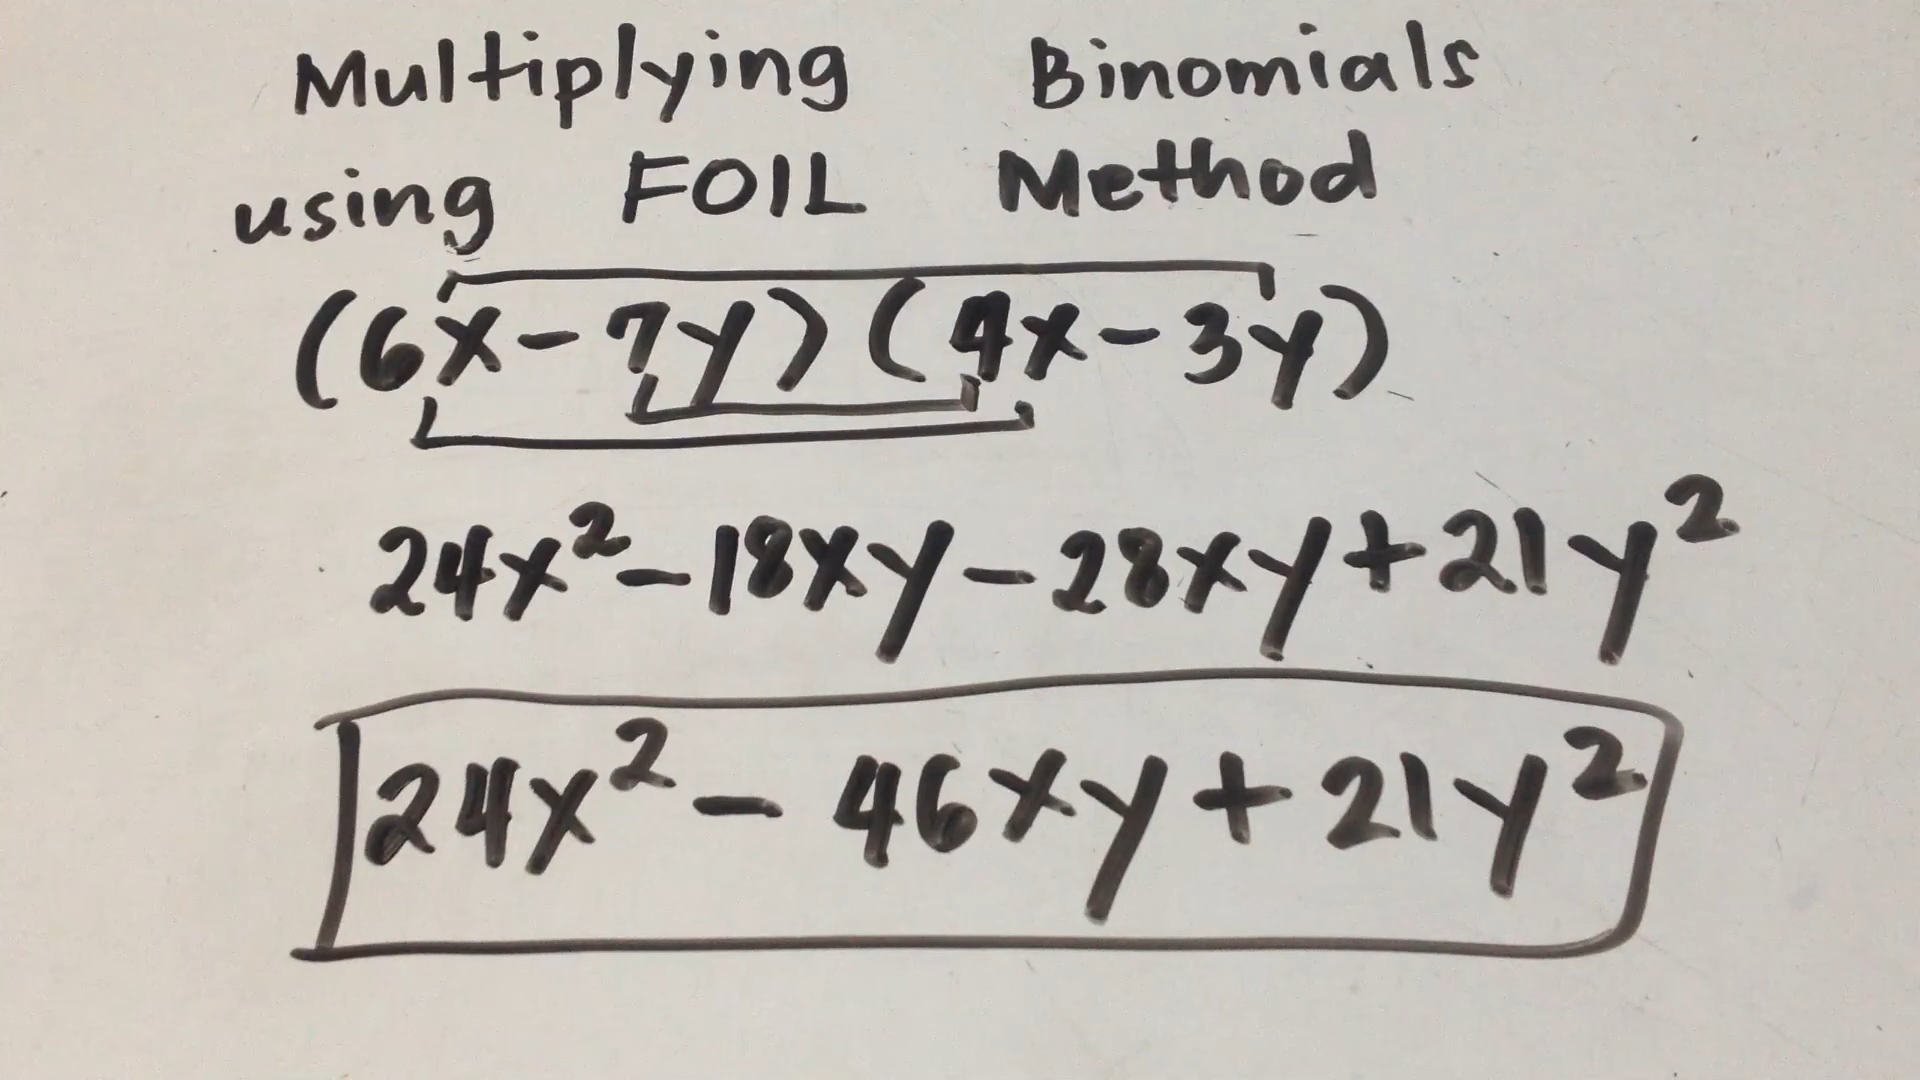 Multiplying Binomials
using FOIL Method
(6x-7y)(4x-3y)
24x²-18xy-28xy+21y²
24x²-46xy+21y²